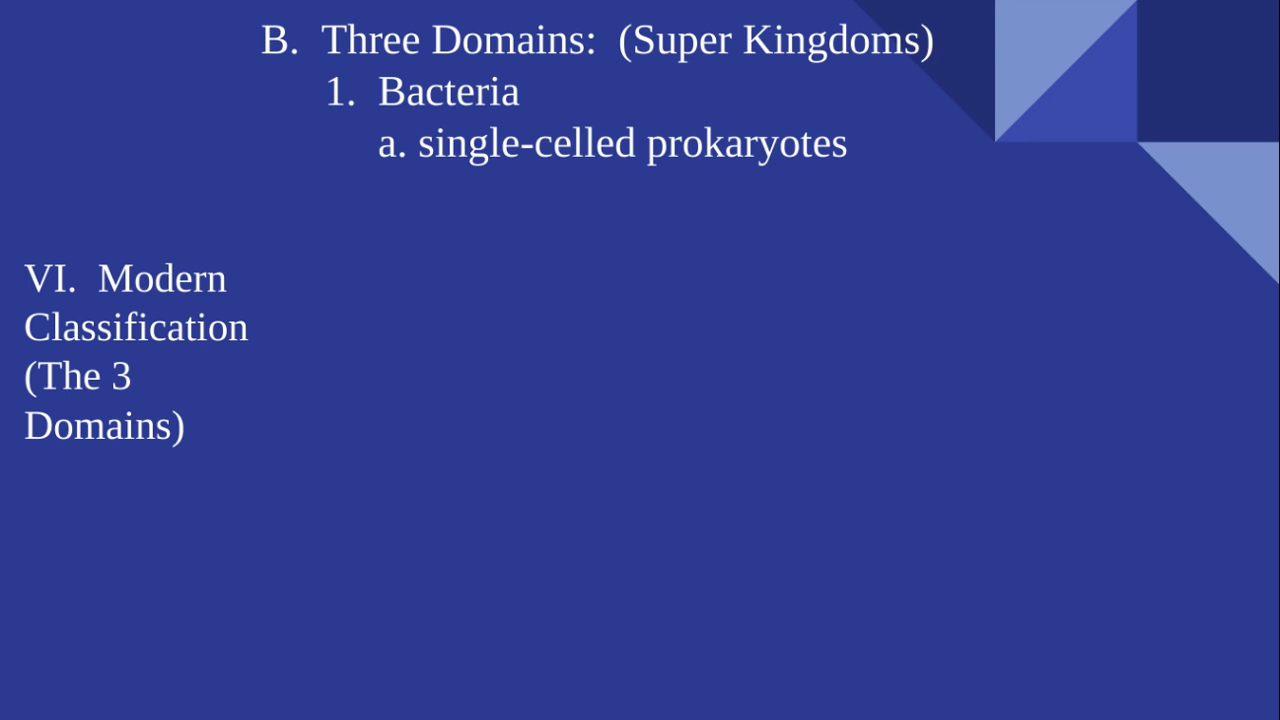 B.  Three Domains:  (Super Kingdoms)
1.  Bacteria
a. single-celled prokaryotes
VI.  Modern
Classification
(The 3
Domains)